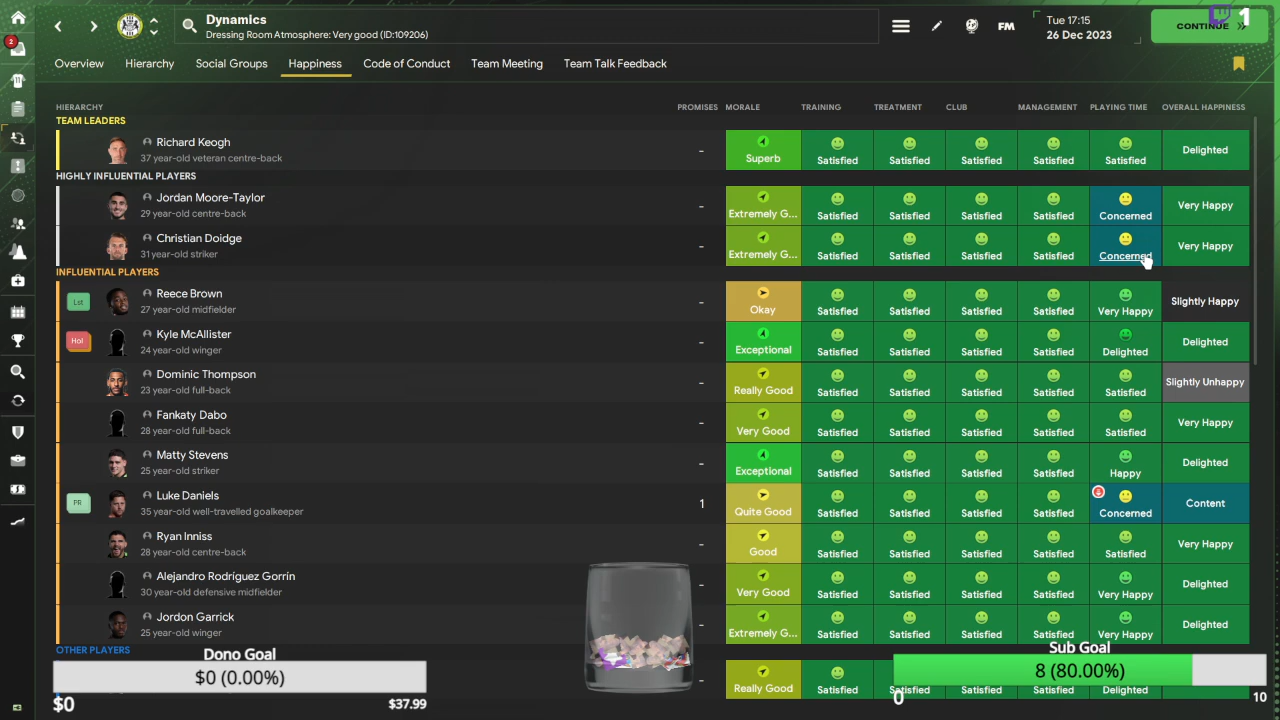 Dynamics
Dressing Room Atmosphere: Very good (ID:109206)
FM
Tue 17:15
26 Dec 2023
CONTINUE
1
2
Overview Hierarchy Social Groups Happiness Code of Conduct Team Meeting Team Talk Feedback
HIERARCHY PROMISES MORALE TRAINING TREATMENT CLUB MANAGEMENT PLAYING TIME OVERALL HAPPINESS
TEAM LEADERS
Richard Keogh
37 year-old veteran centre-back
- Superb Satisfied Satisfied Satisfied Satisfied Satisfied Delighted
HIGHLY INFLUENTIAL PLAYERS
Jordan Moore-Taylor
29 year-old centre-back
- Extremely G... Satisfied Satisfied Satisfied Satisfied Concerned Very Happy
Christian Doidge
31 year-old striker
- Extremely G... Satisfied Satisfied Satisfied Satisfied Concerned Very Happy
INFLUENTIAL PLAYERS
Lst Reece Brown
27 year-old midfielder
- Okay Satisfied Satisfied Satisfied Satisfied Very Happy Slightly Happy
Hol Kyle McAllister
24 year-old winger
- Exceptional Satisfied Satisfied Satisfied Satisfied Delighted Delighted
Dominic Thompson
23 year-old full-back
- Really Good Satisfied Satisfied Satisfied Satisfied Satisfied Slightly Unhappy
Fankaty Dabo
28 year-old full-back
- Very Good Satisfied Satisfied Satisfied Satisfied Satisfied Very Happy
Matty Stevens
25 year-old striker
- Exceptional Satisfied Satisfied Satisfied Satisfied Happy Delighted
PR Luke Daniels
35 year-old well-travelled goalkeeper
1 Quite Good Satisfied Satisfied Satisfied Satisfied Concerned Content
Ryan Inniss
28 year-old centre-back
- Good Satisfied Satisfied Satisfied Satisfied Satisfied Very Happy
Alejandro Rodríguez Gorrín
30 year-old defensive midfielder
- Very Good Satisfied Satisfied Satisfied Satisfied Very Happy Delighted
Jordon Garrick
25 year-old winger
- Extremely G... Satisfied Satisfied Satisfied Satisfied Very Happy Delighted
OTHER PLAYERS
- Really Good Satisfied Satisfied Satisfied Satisfied Delighted
Dono Goal
$0 (0.00%)
$0 $37.99
Sub Goal
8 (80.00%)
0 10